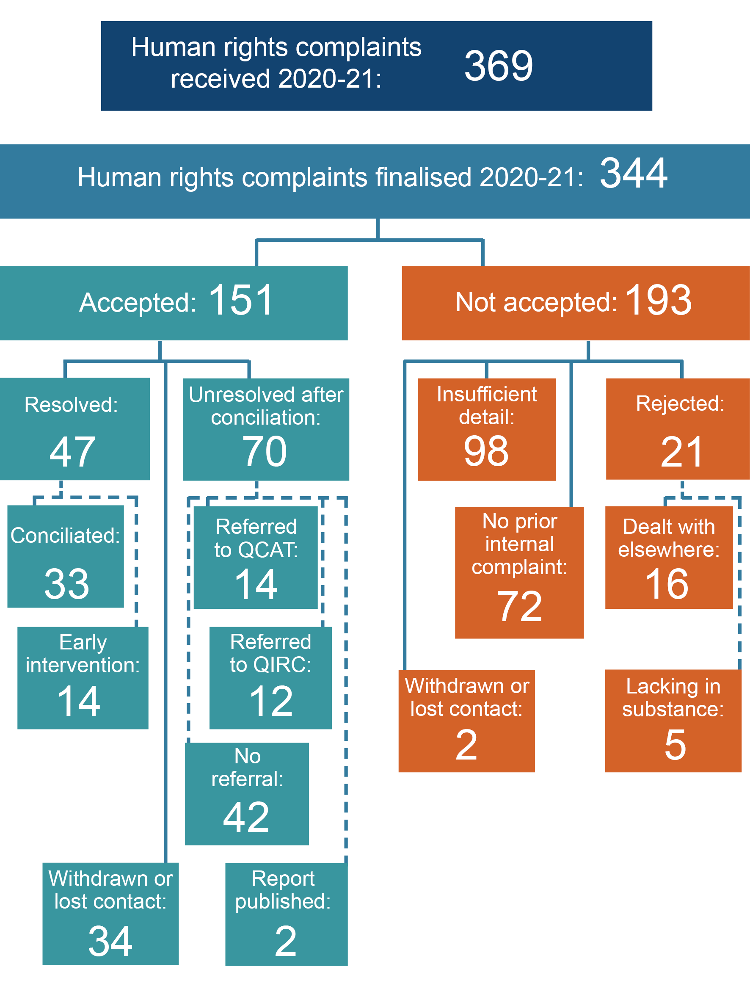 Human rights complaints
received 2020-21:
369
Human rights complaints finalised 2020-21: 344
Accepted: 151
Not accepted: 193
Resolved:
47
Unresolved after
conciliation:
70
Insufficient
detail:
98
Rejected:
21
Conciliated:
33
Referred
to QCAT:
14
No prior
internal
complaint:
72
Dealt with
elsewhere:
16
Early
intervention:
14
Referred
to QIRC:
12
Withdrawn or
lost contact:
2
Lacking in
substance:
5
No
referral:
42
Withdrawn or
lost contact:
34
Report
published:
2